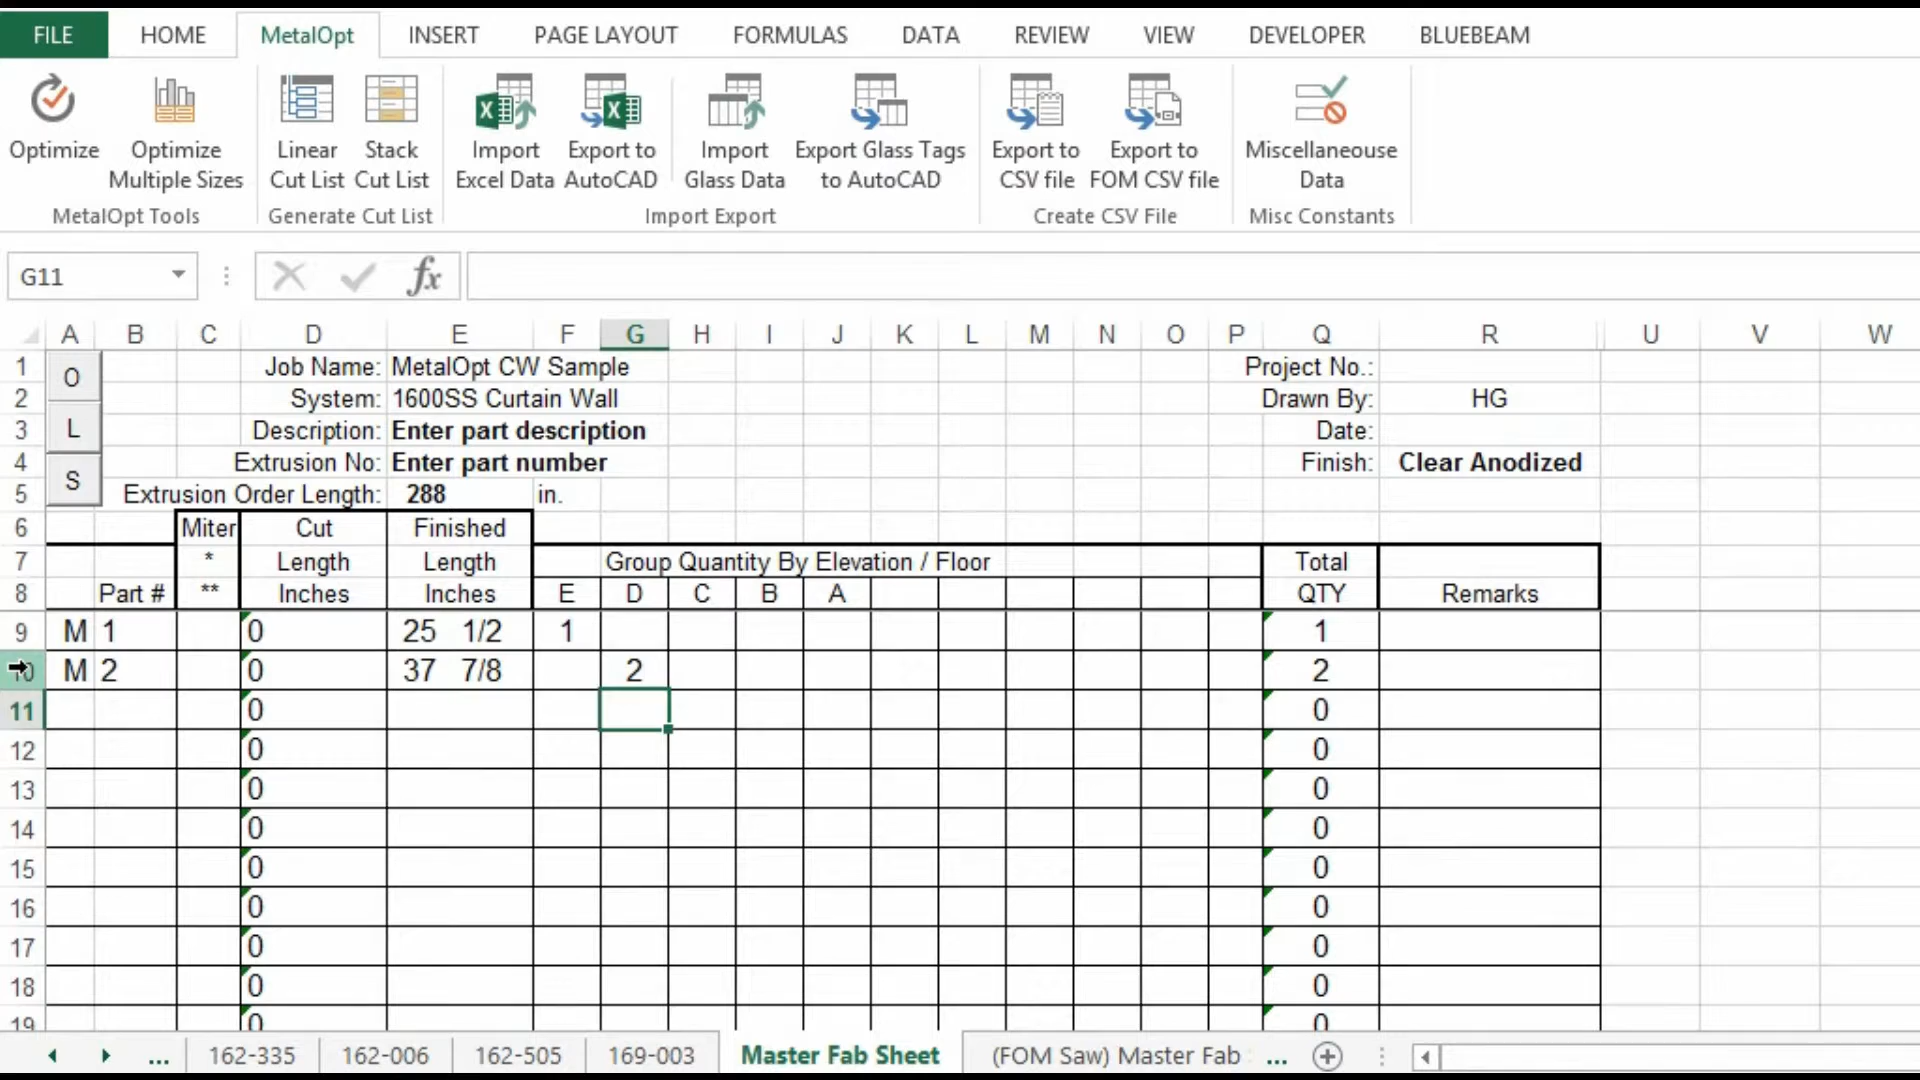 FILE HOME MetalOpt INSERT PAGE LAYOUT FORMULAS DATA REVIEW VIEW DEVELOPER BLUEBEAM
Optimize Optimize Linear Stack Import Export to Import Export Glass Tags Export to Export to Miscellaneouse
Multiple Sizes Cut List Cut List Excel Data AutoCAD Glass Data to AutoCAD CSV file FOM CSV file Data
MetalOpt Tools Generate Cut List Import Export Create CSV File Misc Constants
G11 fx
A B C D E F G H I J K L M N O P Q R U V W
1 O Job Name: MetalOpt CW Sample Project No.:
2 System: 1600SS Curtain Wall Drawn By: HG
3 L Description: Enter part description Date:
4 Extrusion No: Enter part number Finish: Clear Anodized
5 S Extrusion Order Length: 288 in.
6 Miter Cut Finished
7 * Length Length Group Quantity By Elevation / Floor Total
8 Part # ** Inches Inches E D C B A QTY Remarks
9 M 1 0 25 1/2 1 1
10 M 2 0 37 7/8 2 2
11 0 0
12 0 0
13 0 0
14 0 0
15 0 0
16 0 0
17 0 0
18 0 0
19 0 0
... 162-335 162-006 162-505 169-003 Master Fab Sheet (FOM Saw) Master Fab ...